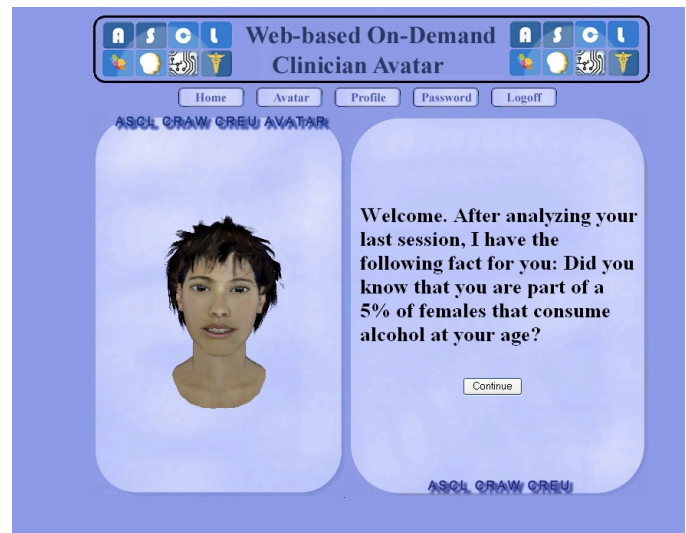 A S C L Web-based On-Demand A S C L
Clinician Avatar
Home Avatar Profile Password Logoff
ASCL CRAW CREU AVATAR
Welcome. After analyzing your
last session, I have the
following fact for you: Did you
know that you are part of a
5% of females that consume
alcohol at your age?
Continue
ASCL CRAW CREU